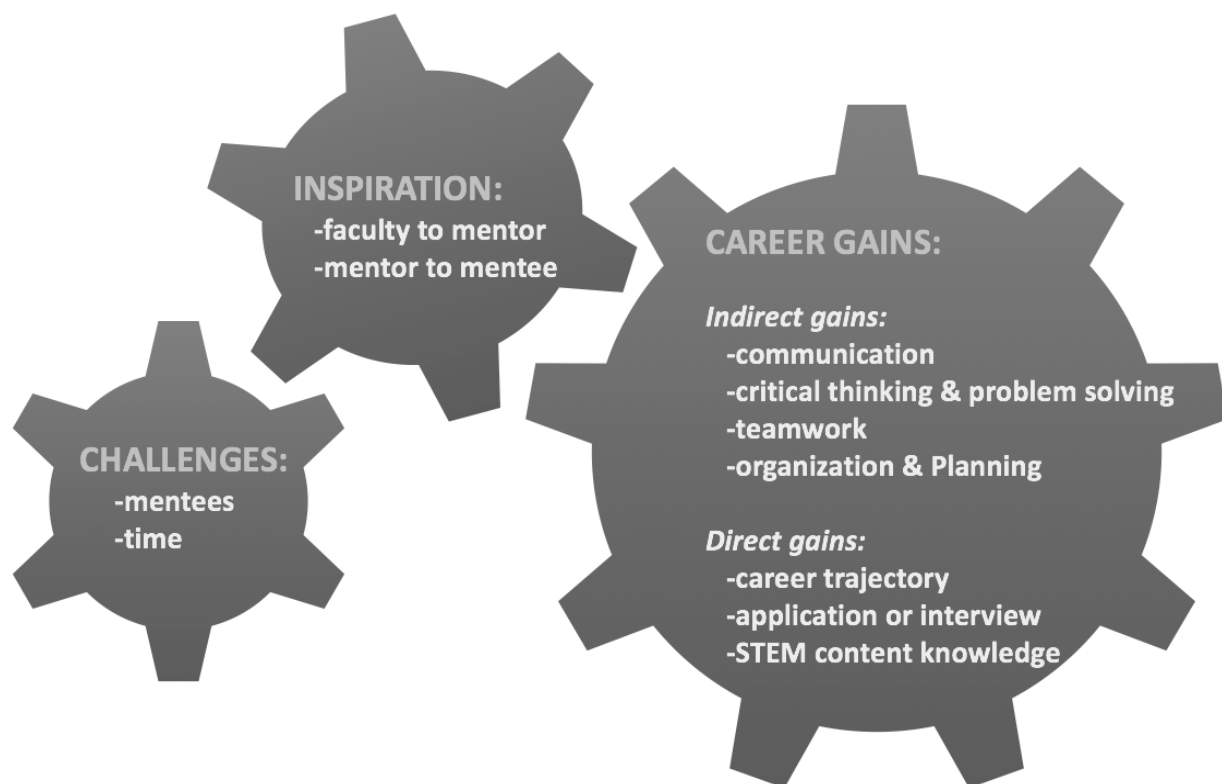 INSPIRATION:
-faculty to mentor
-mentor to mentee
CHALLENGES:
-mentees
-time
CAREER GAINS:
Indirect gains:
-communication
-critical thinking & problem solving
-teamwork
-organization & Planning
Direct gains:
-career trajectory
-application or interview
-STEM content knowledge